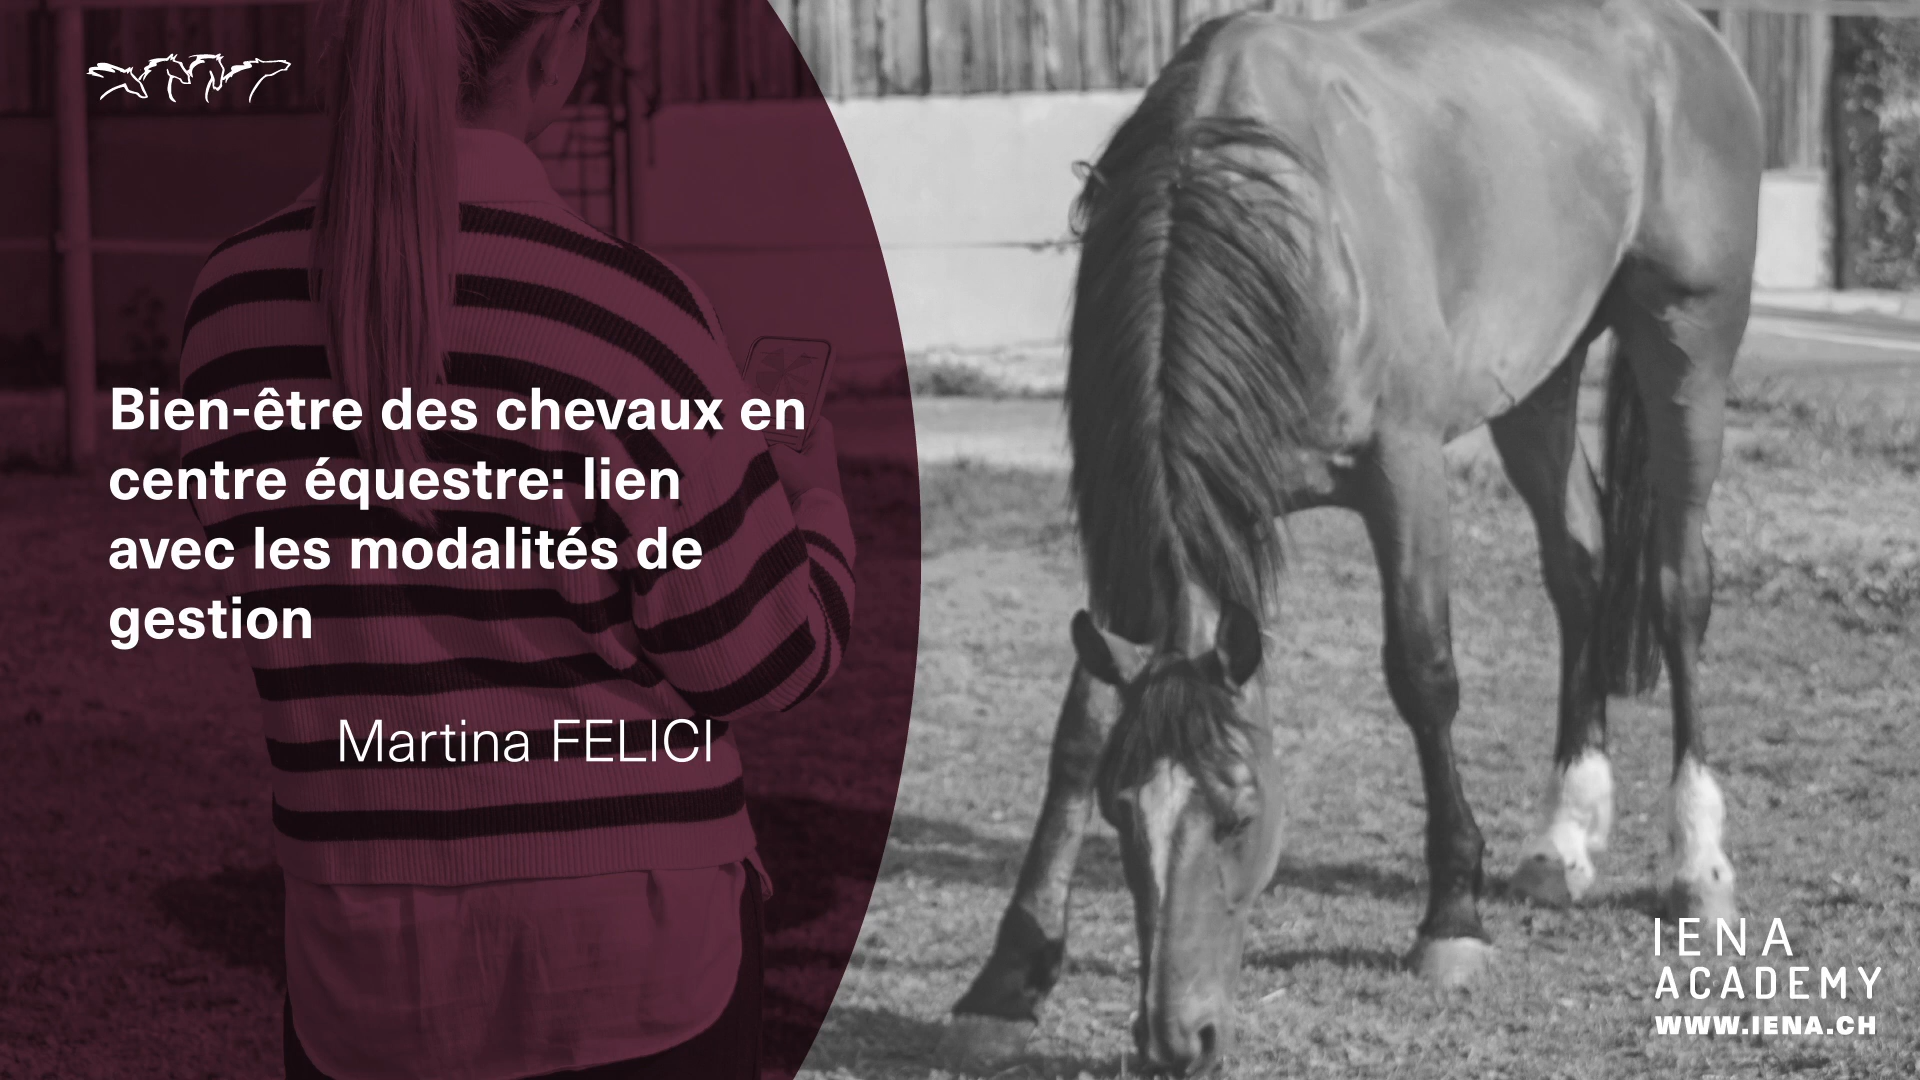 Bien-être des chevaux en
centre équestre: lien
avec les modalités de
gestion
Martina FELICI
IENA
ACADEMY
WWW.IENA.CH